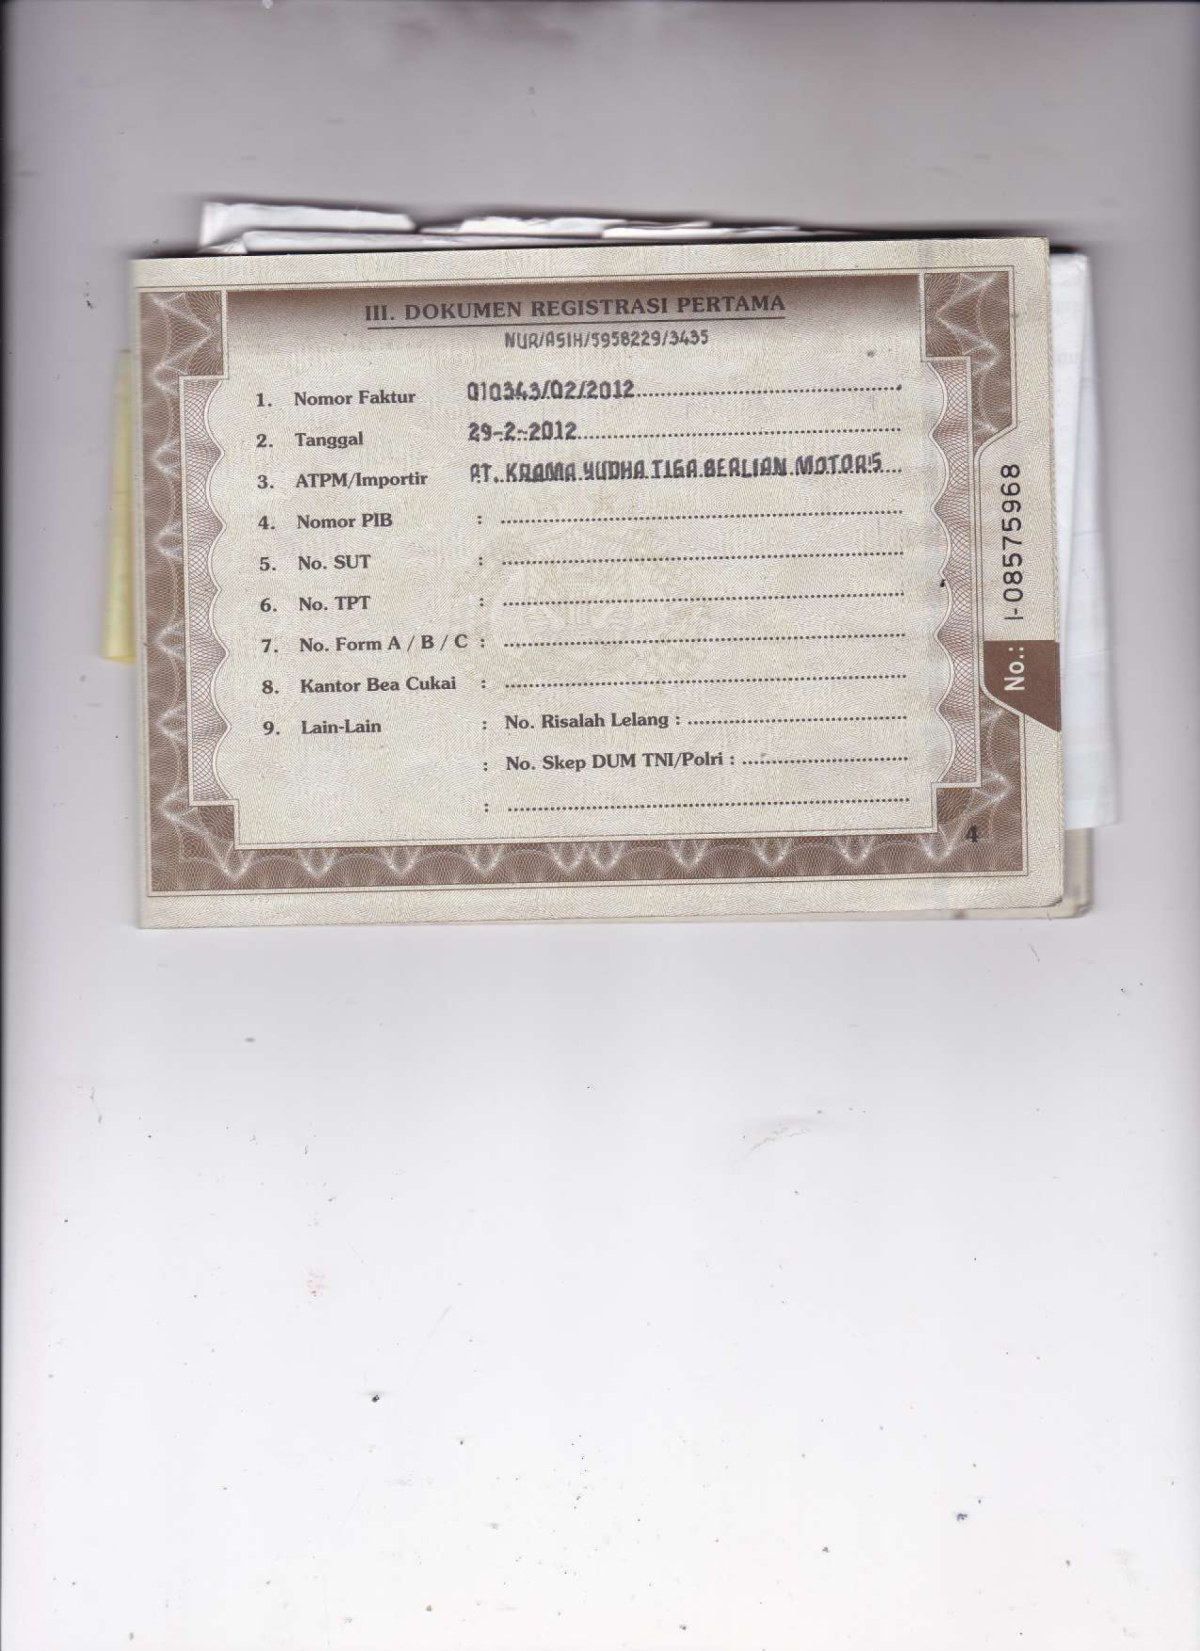 III. DOKUMEN REGISTRASI PERTAMA
NUR/ASIH/5958229/3435
1. Nomor Faktur 010343/02/2012
2. Tanggal 29-2-2012
3. ATPM/Importir PT. KRAMA YUDHA TIGA BERLIAN MOTORS
4. Nomor PIB :
5. No. SUT :
6. No. TPT :
7. No. Form A / B / C :
8. Kantor Bea Cukai :
9. Lain-Lain : No. Risalah Lelang :
: No. Skep DUM TNI/Polri :
:
4
No.: I-08575968